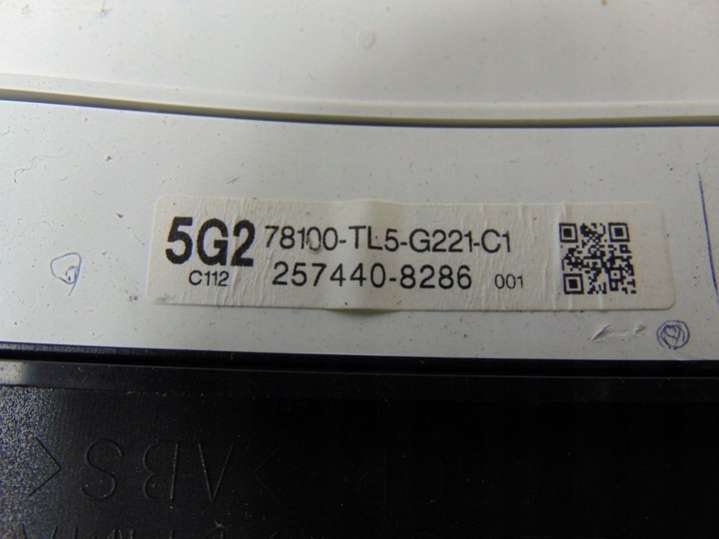 5G2 78100-TL5-G221-C1
C112 257440-8286 001
>ABS<